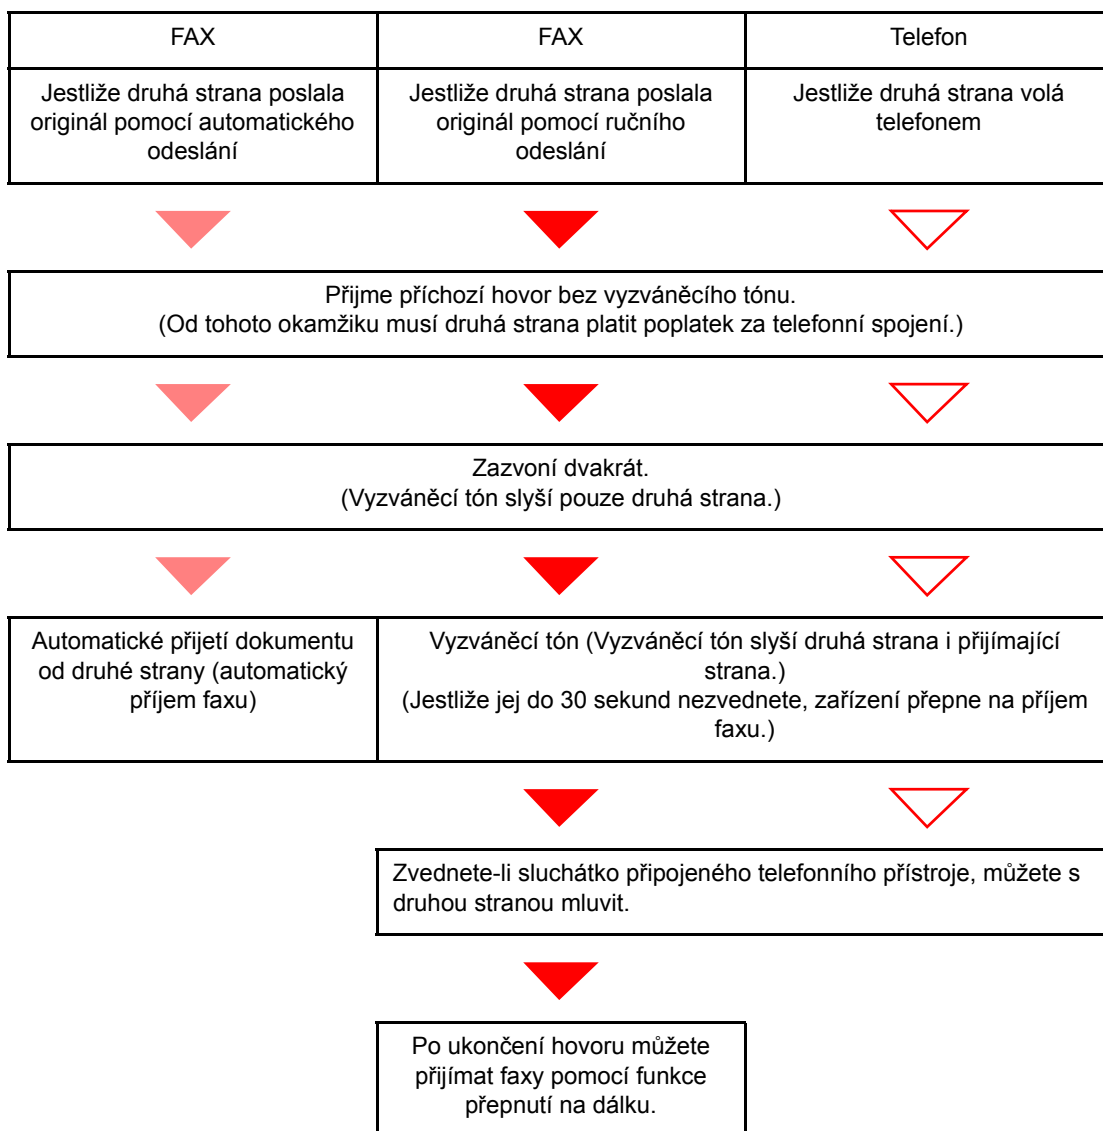 FAX
FAX
Telefon
Jestliže druhá strana poslala
originál pomocí automatického
odeslání
Jestliže druhá strana poslala
originál pomocí ručního
odeslání
Jestliže druhá strana volá
telefonem
Přijme příchozí hovor bez vyzváněcího tónu.
(Od tohoto okamžiku musí druhá strana platit poplatek za telefonní spojení.)
Zazvoní dvakrát.
(Vyzváněcí tón slyší pouze druhá strana.)
Automatické přijetí dokumentu
od druhé strany (automatický
příjem faxu)
Vyzváněcí tón (Vyzváněcí tón slyší druhá strana i přijímající
strana.)
(Jestliže jej do 30 sekund nezvednete, zařízení přepne na příjem
faxu.)
Zvednete-li sluchátko připojeného telefonního přístroje, můžete s
druhou stranou mluvit.
Po ukončení hovoru můžete
přijímat faxy pomocí funkce
přepnutí na dálku.